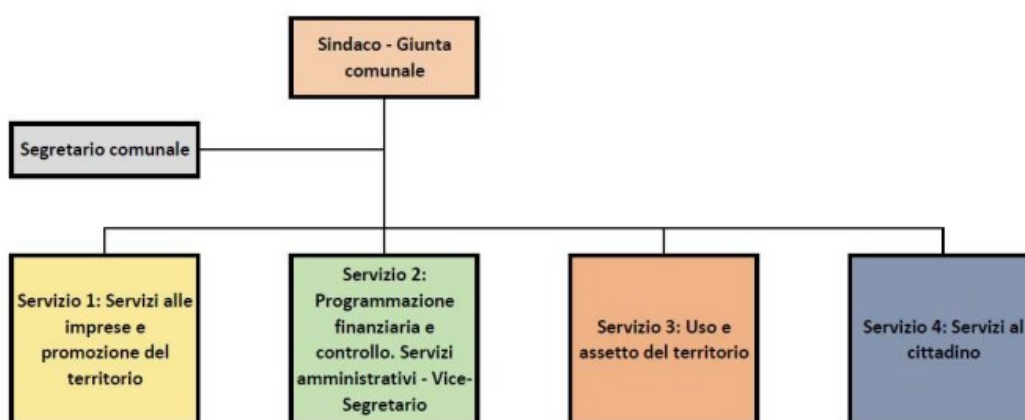 Sindaco - Giunta
comunale
Segretario comunale
Servizio 1: Servizi alle
imprese e
promozione del
territorio
Servizio 2:
Programmazione
finanziaria e
controllo. Servizi
amministrativi - Vice-
Segretario
Servizio 3: Uso e
assetto del territorio
Servizio 4: Servizi al
cittadino